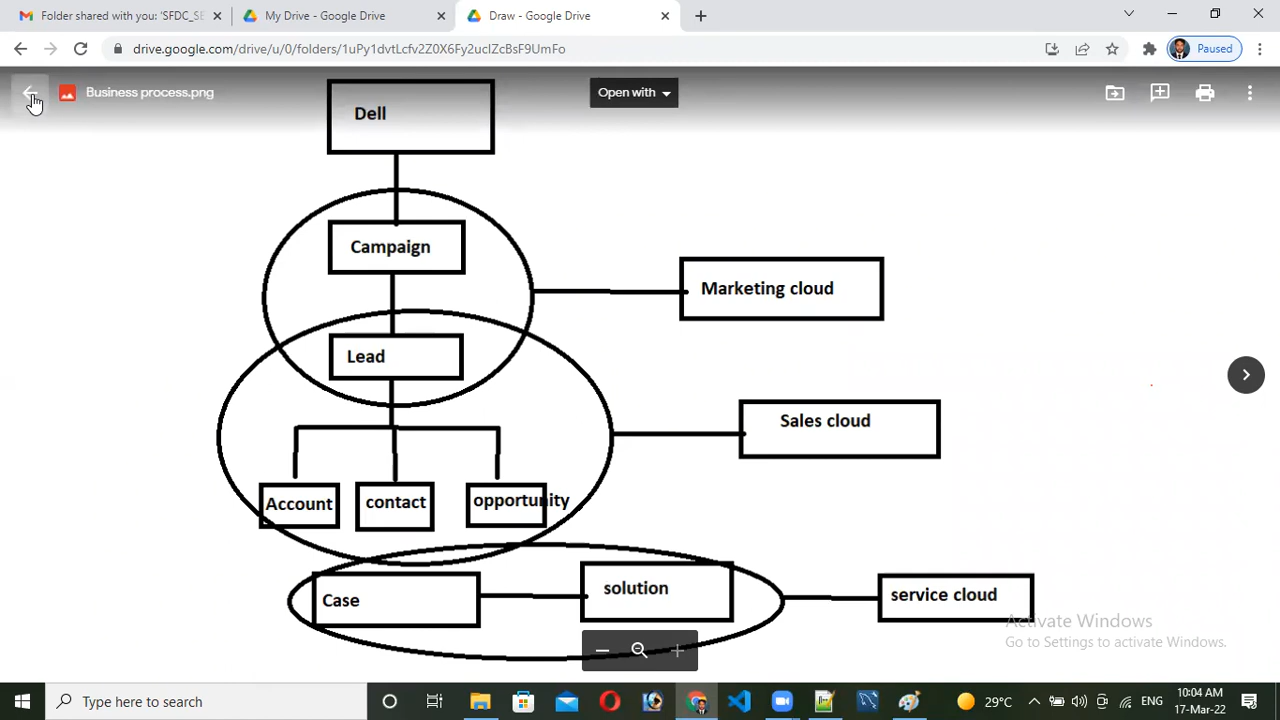 Folder shared with you: 'SFDC_SE
My Drive - Google Drive
Draw - Google Drive
drive.google.com/drive/u/0/folders/1uPy1dvtLcfv2Z0X6Fy2uclZcBsF9UmFo
Paused
Business process.png
Open with
Dell
Campaign
Marketing cloud
Lead
Sales cloud
Account
contact
opportunity
Case
solution
service cloud
Activate Windows
Go to Settings to activate Windows.
Type here to search
29°C
ENG
10:04 AM
17-Mar-22